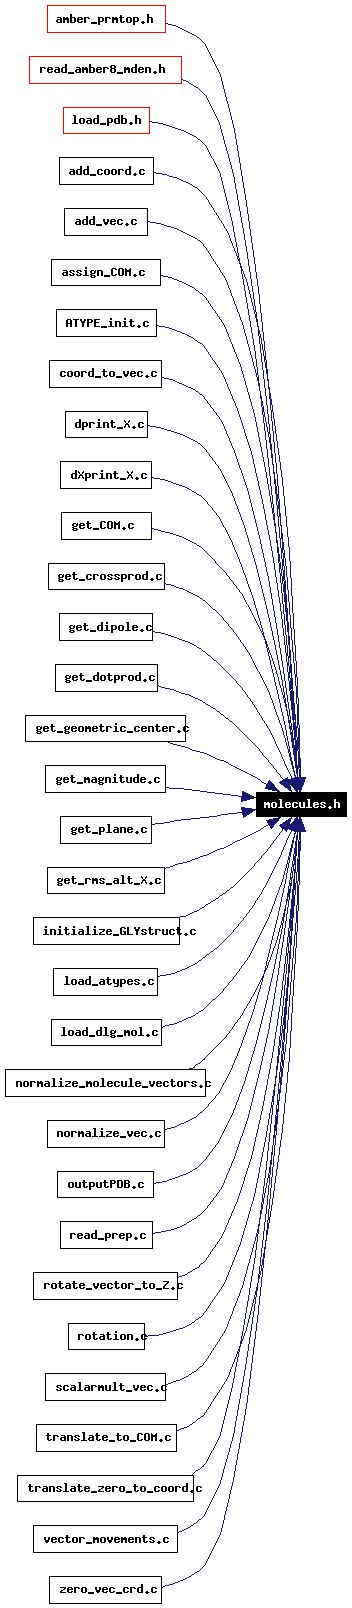 amber_prmtop.h
read_amber8_mden.h
load_pdb.h
add_coord.c
add_vec.c
assign_COM.c
ATYPE_init.c
coord_to_vec.c
dprint_X.c
dXprint_X.c
get_COM.c
get_crossprod.c
get_dipole.c
get_dotprod.c
get_geometric_center.c
get_magnitude.c
molecules.h
get_plane.c
get_rms_alt_X.c
initialize_GLYstruct.c
load_atypes.c
load_dlg_mol.c
normalize_molecule_vectors.c
normalize_vec.c
outputPDB.c
read_prep.c
rotate_vector_to_Z.c
rotation.c
scalarmult_vec.c
translate_to_COM.c
translate_zero_to_coord.c
vector_movements.c
zero_vec_crd.c